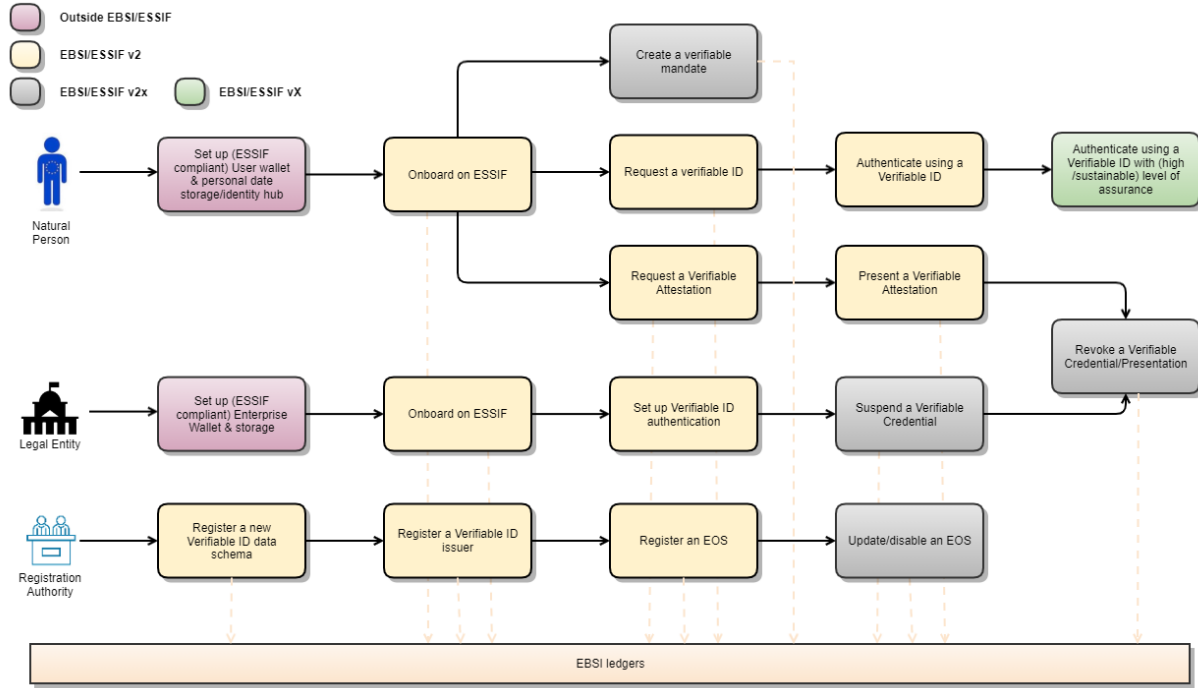 Outside EBSI/ESSIF
EBSI/ESSIF v2
EBSI/ESSIF v2x
EBSI/ESSIF vX
Create a verifiable
mandate
Natural
Person
Set up (ESSIF
compliant) User wallet
& personal date
storage/identity hub
Onboard on ESSIF
Request a verifiable ID
Authenticate using a
Verifiable ID
Authenticate using a
Verifiable ID with (high
/sustainable) level of
assurance
Request a Verifiable
Attestation
Present a Verifiable
Attestation
Revoke a Verifiable
Credential/Presentation
Legal Entity
Set up (ESSIF
compliant) Enterprise
Wallet & storage
Onboard on ESSIF
Set up Verifiable ID
authentication
Suspend a Verifiable
Credential
Registration
Authority
Register a new
Verifiable ID data
schema
Register a Verifiable ID
issuer
Register an EOS
Update/disable an EOS
EBSI ledgers